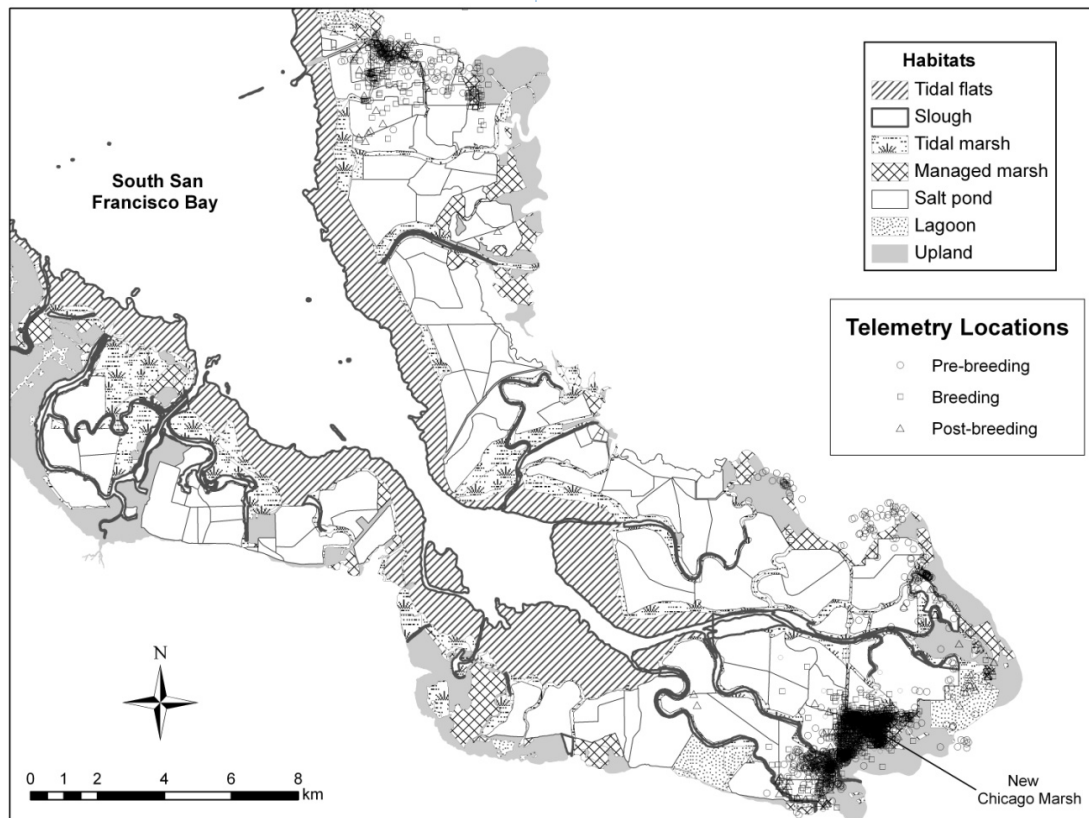 Habitats
Tidal flats
Slough
Tidal marsh
Managed marsh
Salt pond
Lagoon
Upland
South San
Francisco Bay
Telemetry Locations
Pre-breeding
Breeding
Post-breeding
N
0 1 2 4 6 8
km
New
Chicago Marsh